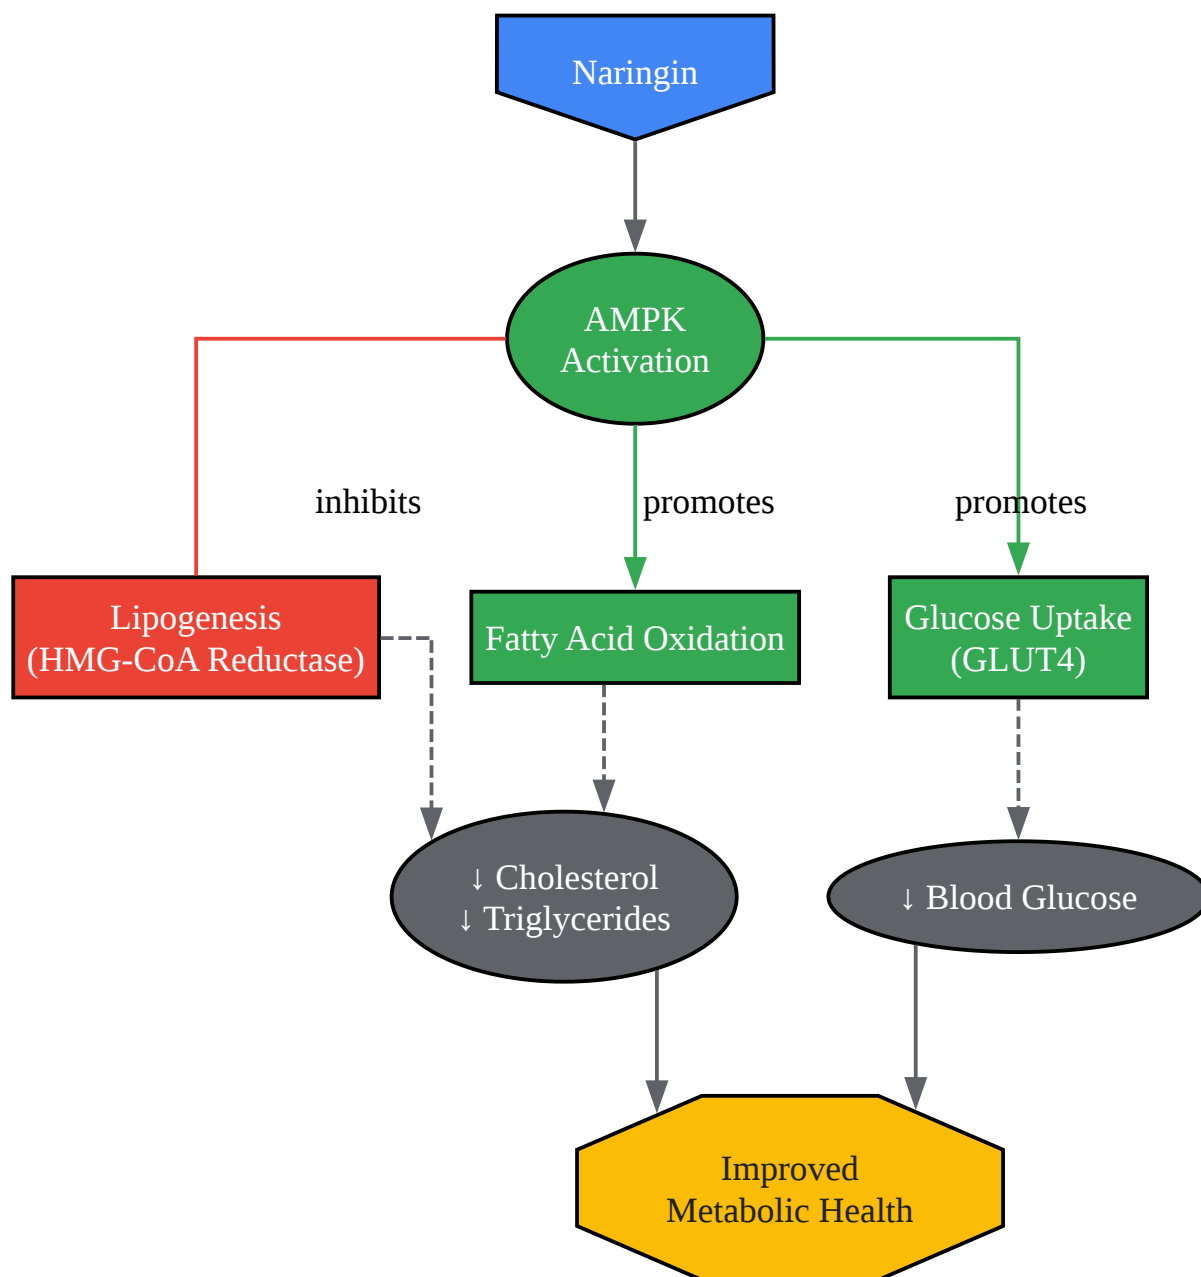 Naringin
AMPK
Activation
inhibits
promotes
promotes
Lipogenesis
(HMG-CoA Reductase)
Fatty Acid Oxidation
Glucose Uptake
(GLUT4)
↓ Cholesterol
↓ Triglycerides
↓ Blood Glucose
Improved
Metabolic Health